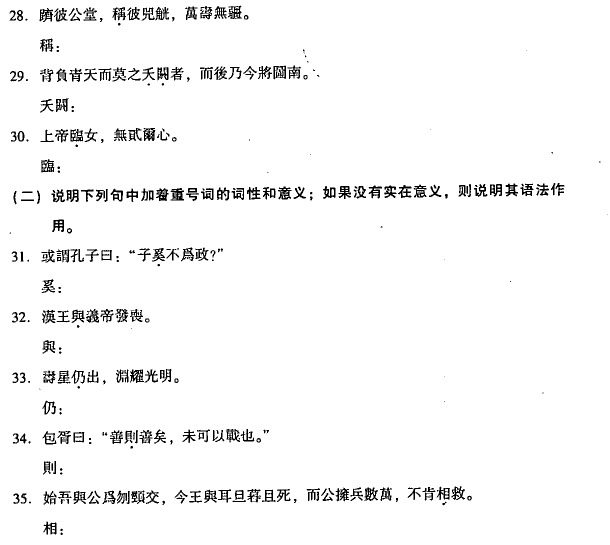 28. 躋彼公堂，稱彼兕觥，萬壽無疆。
稱：
29. 背負青天而莫之夭閼者，而後乃今將圖南。
夭閼：
30. 上帝臨女，無貳爾心。
臨：
(二) 说明下列句中加着重号词的词性和意义；如果没有实在意义，则说明其语法作
用。
31. 或謂孔子曰：“子奚不爲政?”
奚：
32. 漢王與義帝發喪。
與：
33. 壽星仍出，淵耀光明。
仍：
34. 包胥曰：“善則善矣，未可以戰也。”
則：
35. 始吾與公爲刎頸交，今王與耳旦暮且死，而公擁兵數萬，不肯相救。
相：